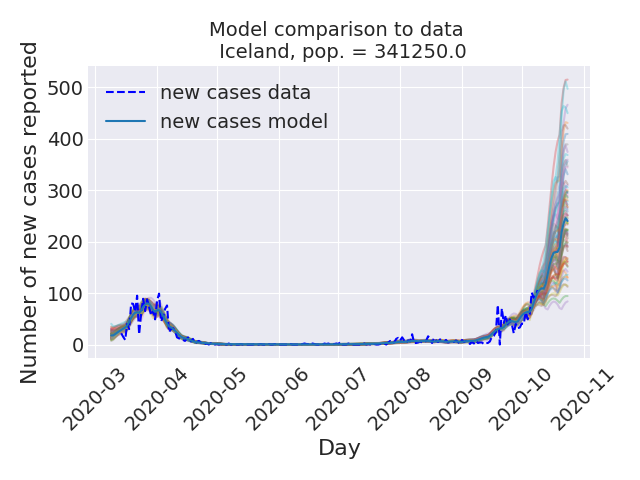 Model comparison to data
Iceland, pop. = 341250.0
Number of new cases reported
500
400
300
200
100
0
new cases data
new cases model
2020-03
2020-04
2020-05
2020-06
2020-07
2020-08
2020-09
2020-10
2020-11
Day